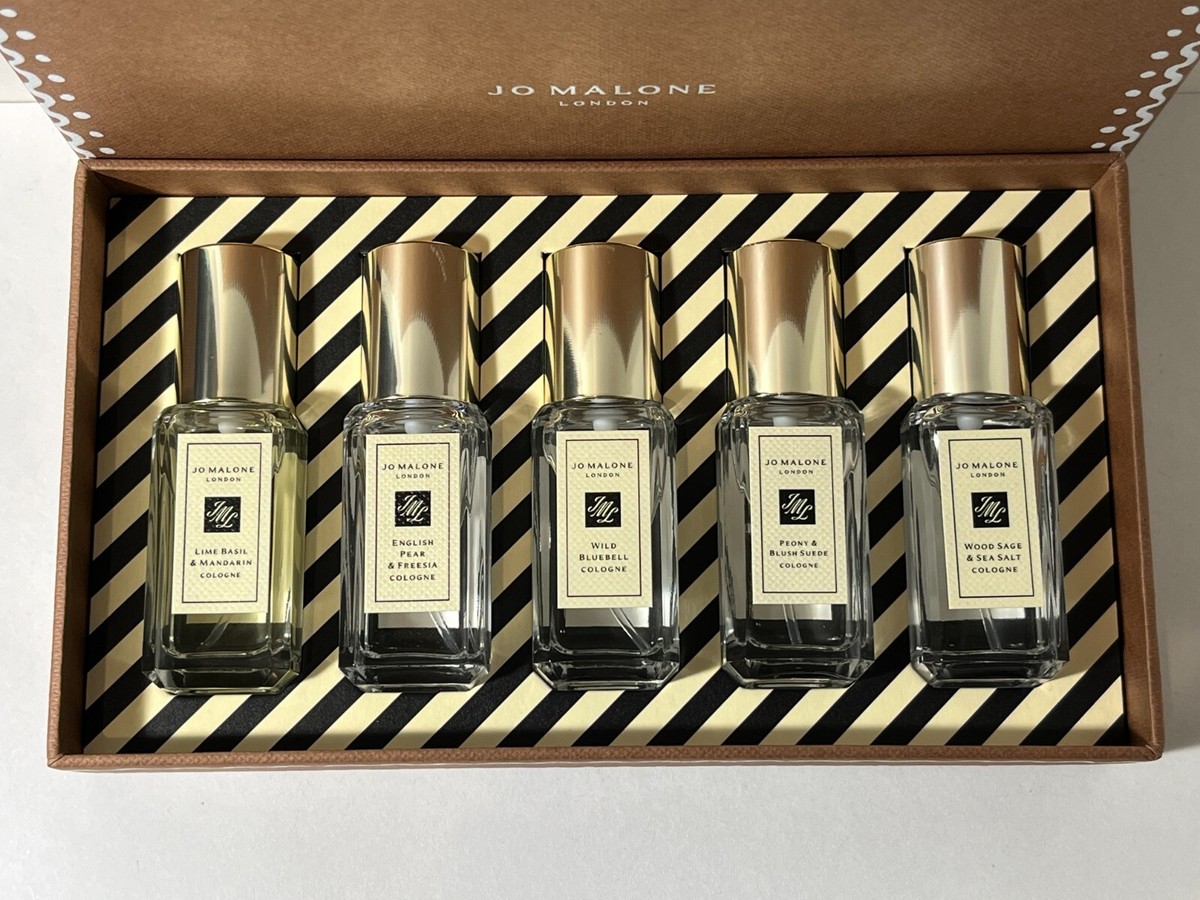 JO MALONE
LONDON
JO MALONE
LONDON
JML
LIME BASIL
& MANDARIN
COLOGNE
JO MALONE
LONDON
JML
ENGLISH
PEAR
& FREESIA
COLOGNE
JO MALONE
LONDON
JML
WILD
BLUEBELL
COLOGNE
JO MALONE
LONDON
JML
PEONY &
BLUSH SUEDE
COLOGNE
JO MALONE
LONDON
JML
WOOD SAGE
& SEA SALT
COLOGNE